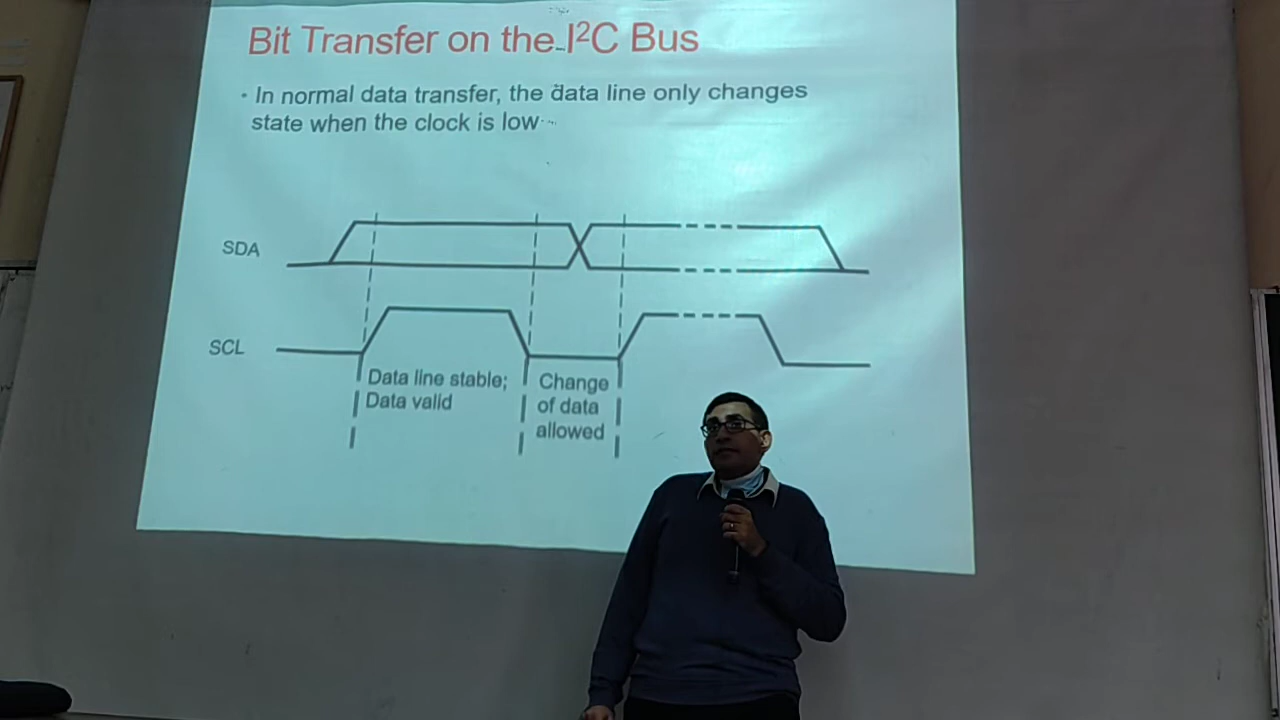 Bit Transfer on the I²C Bus
• In normal data transfer, the data line only changes
state when the clock is low
SDA
SCL
Data line stable;
Data valid
Change
of data
allowed